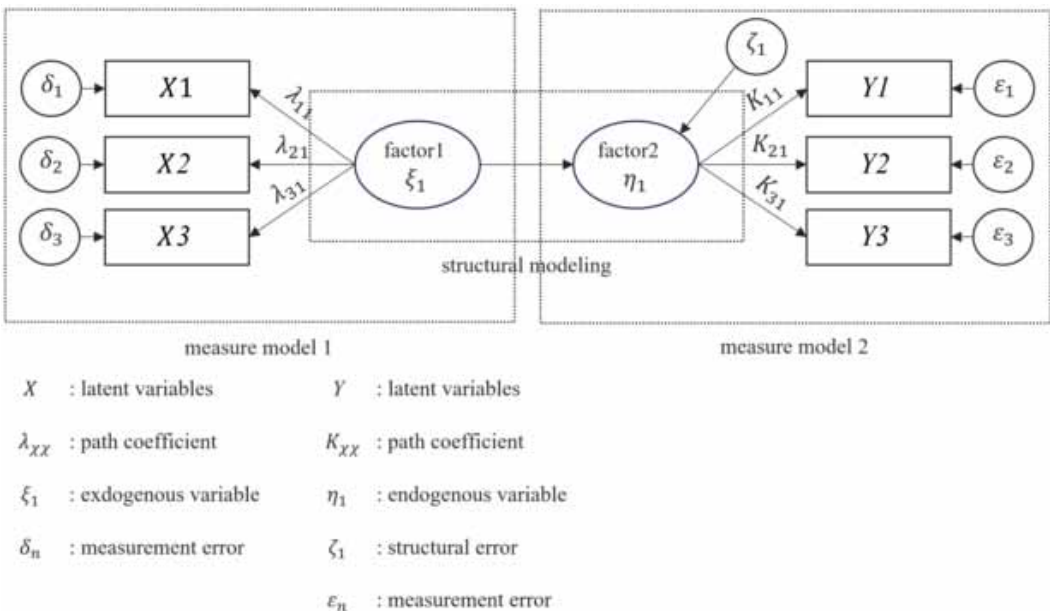 ζ₁
δ₁ X1 λ₁₁ K₁₁ Y1 ε₁
δ₂ X2 λ₂₁ factor1 ξ₁ factor2 η₁ K₂₁ Y2 ε₂
δ₃ X3 λ₃₁ K₃₁ Y3 ε₃
structural modeling
measure model 1 measure model 2
X : latent variables Y : latent variables
λχχ : path coefficient Kχχ : path coefficient
ξ₁ : exdogenous variable η₁ : endogenous variable
δₙ : measurement error ζ₁ : structural error
εₙ : measurement error